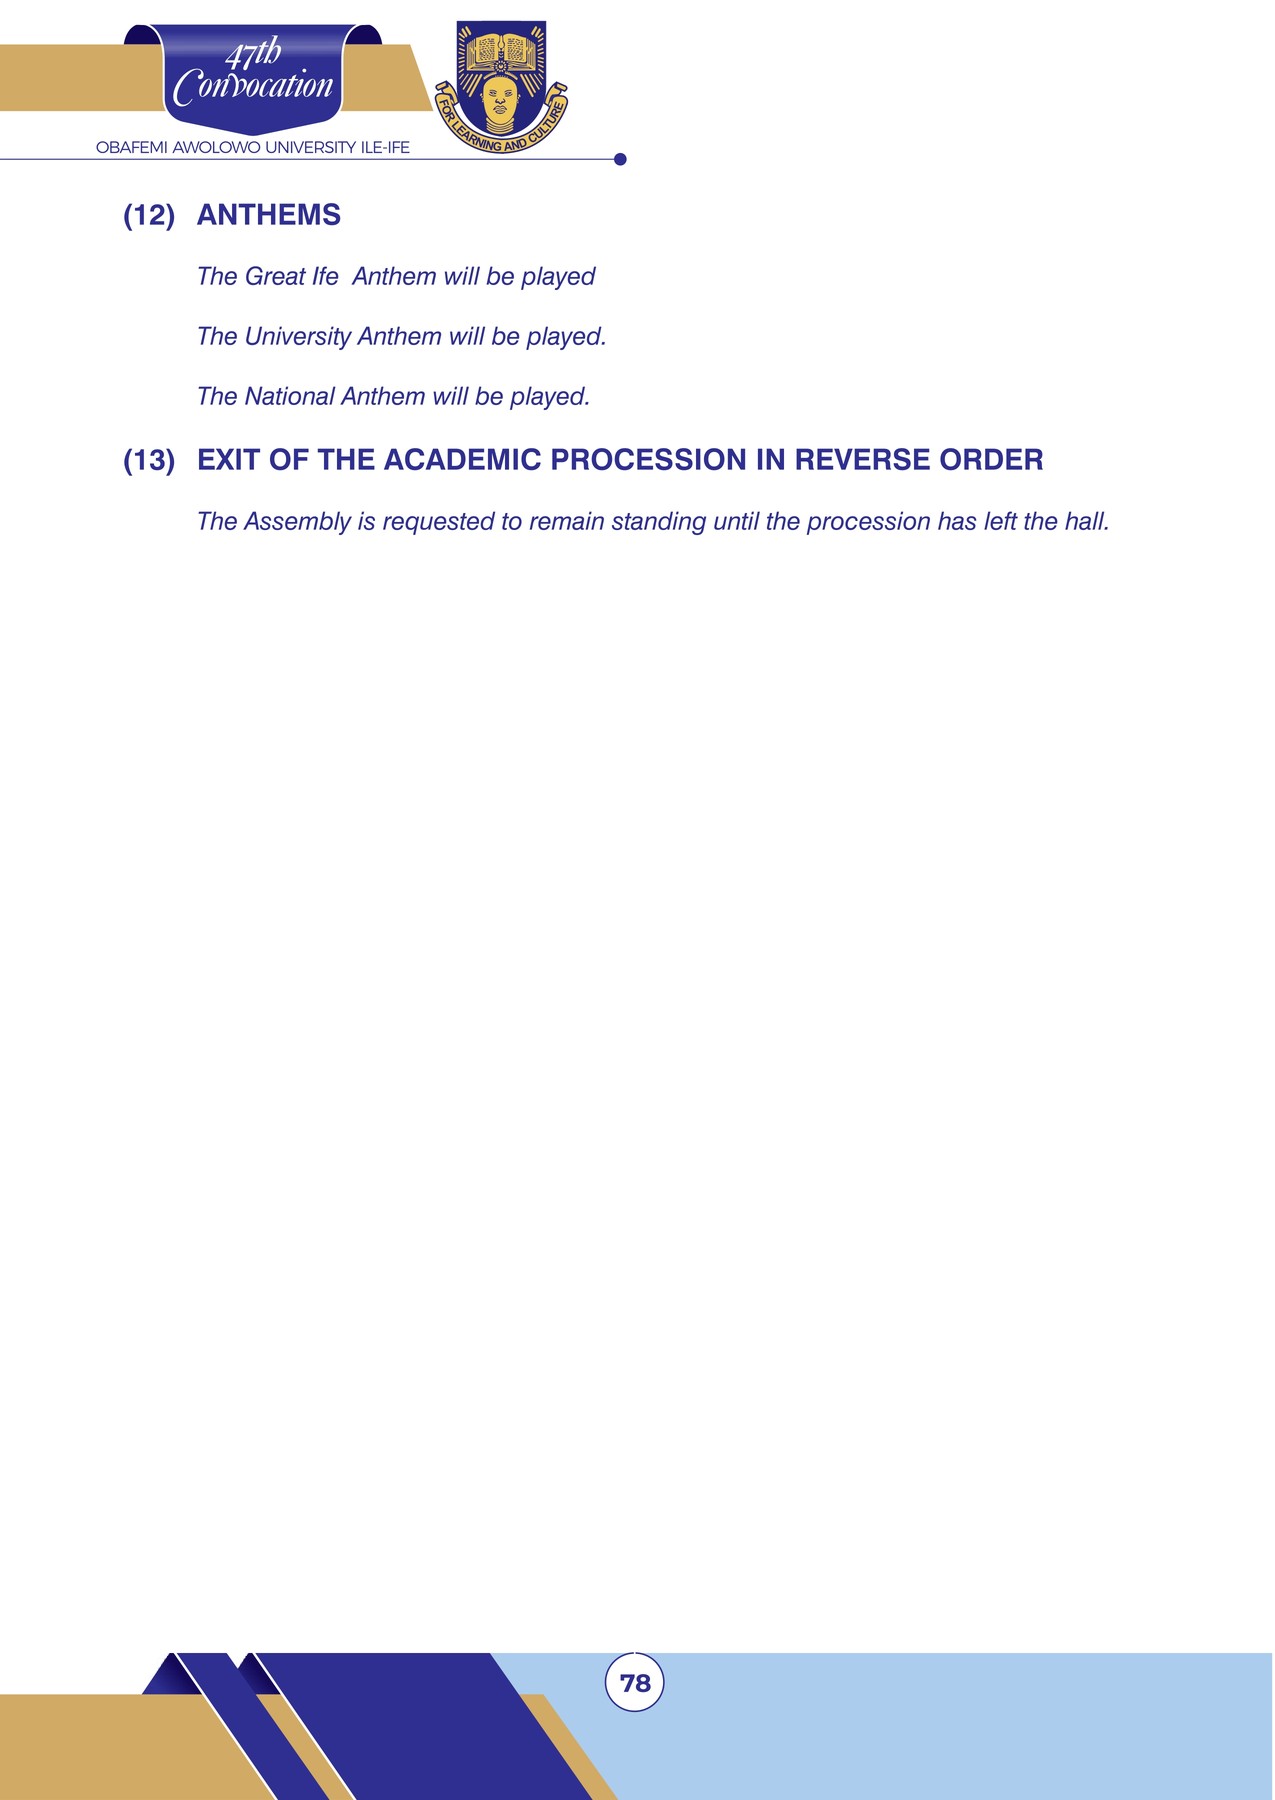 47th
Convocation
FOR LEARNING AND CULTURE
OBAFEMI AWOLOWO UNIVERSITY ILE-IFE
(12) ANTHEMS
The Great Ife  Anthem will be played
The University Anthem will be played.
The National Anthem will be played.
(13) EXIT OF THE ACADEMIC PROCESSION IN REVERSE ORDER
The Assembly is requested to remain standing until the procession has left the hall.
78